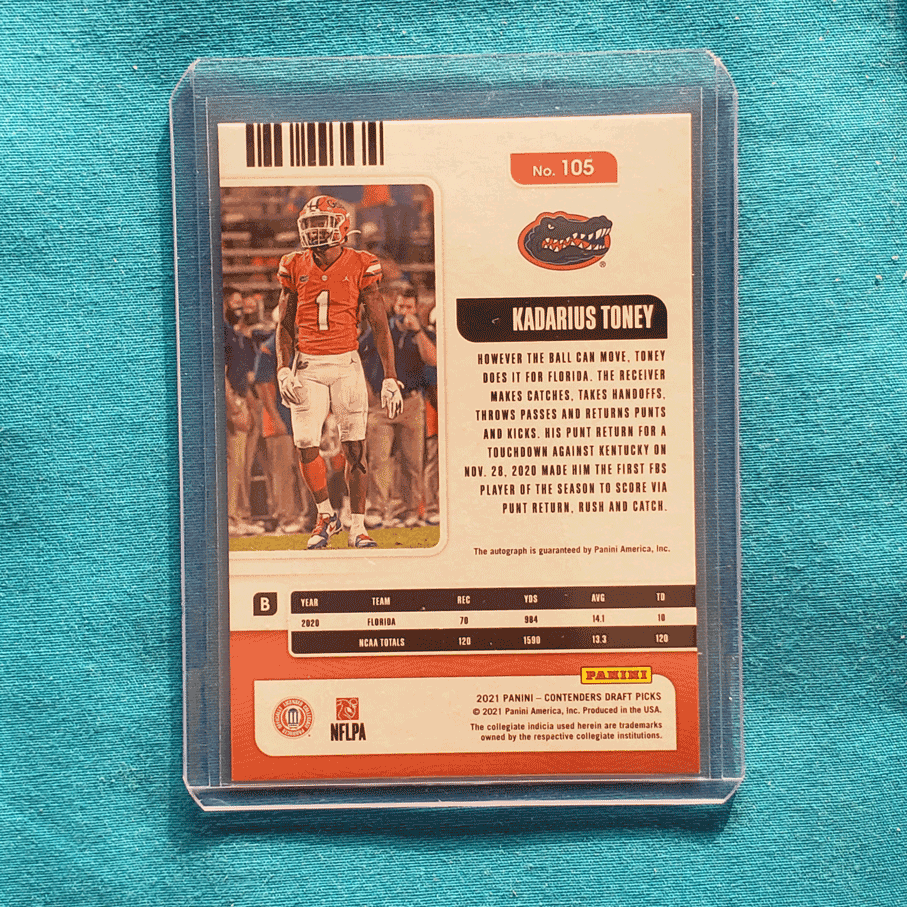 No. 105
1
KADARIUS TONEY
HOWEVER THE BALL CAN MOVE, TONEY
DOES IT FOR FLORIDA. THE RECEIVER
MAKES CATCHES, TAKES HANDOFFS,
THROWS PASSES AND RETURNS PUNTS
AND KICKS. HIS PUNT RETURN FOR A
TOUCHDOWN AGAINST KENTUCKY ON
NOV. 28, 2020 MADE HIM THE FIRST FBS
PLAYER OF THE SEASON TO SCORE VIA
PUNT RETURN, RUSH AND CATCH.
The autograph is guaranteed by Panini America, Inc.
B
YEAR TEAM REC YDS AVG TD
2020 FLORIDA 70 984 14.1 10
NCAA TOTALS 120 1590 13.3 120
PANINI
2021 PANINI – CONTENDERS DRAFT PICKS
© 2021 Panini America, Inc. Produced in the USA.
The collegiate indicia used herein are trademarks
owned by the respective collegiate institutions.
NFLPA